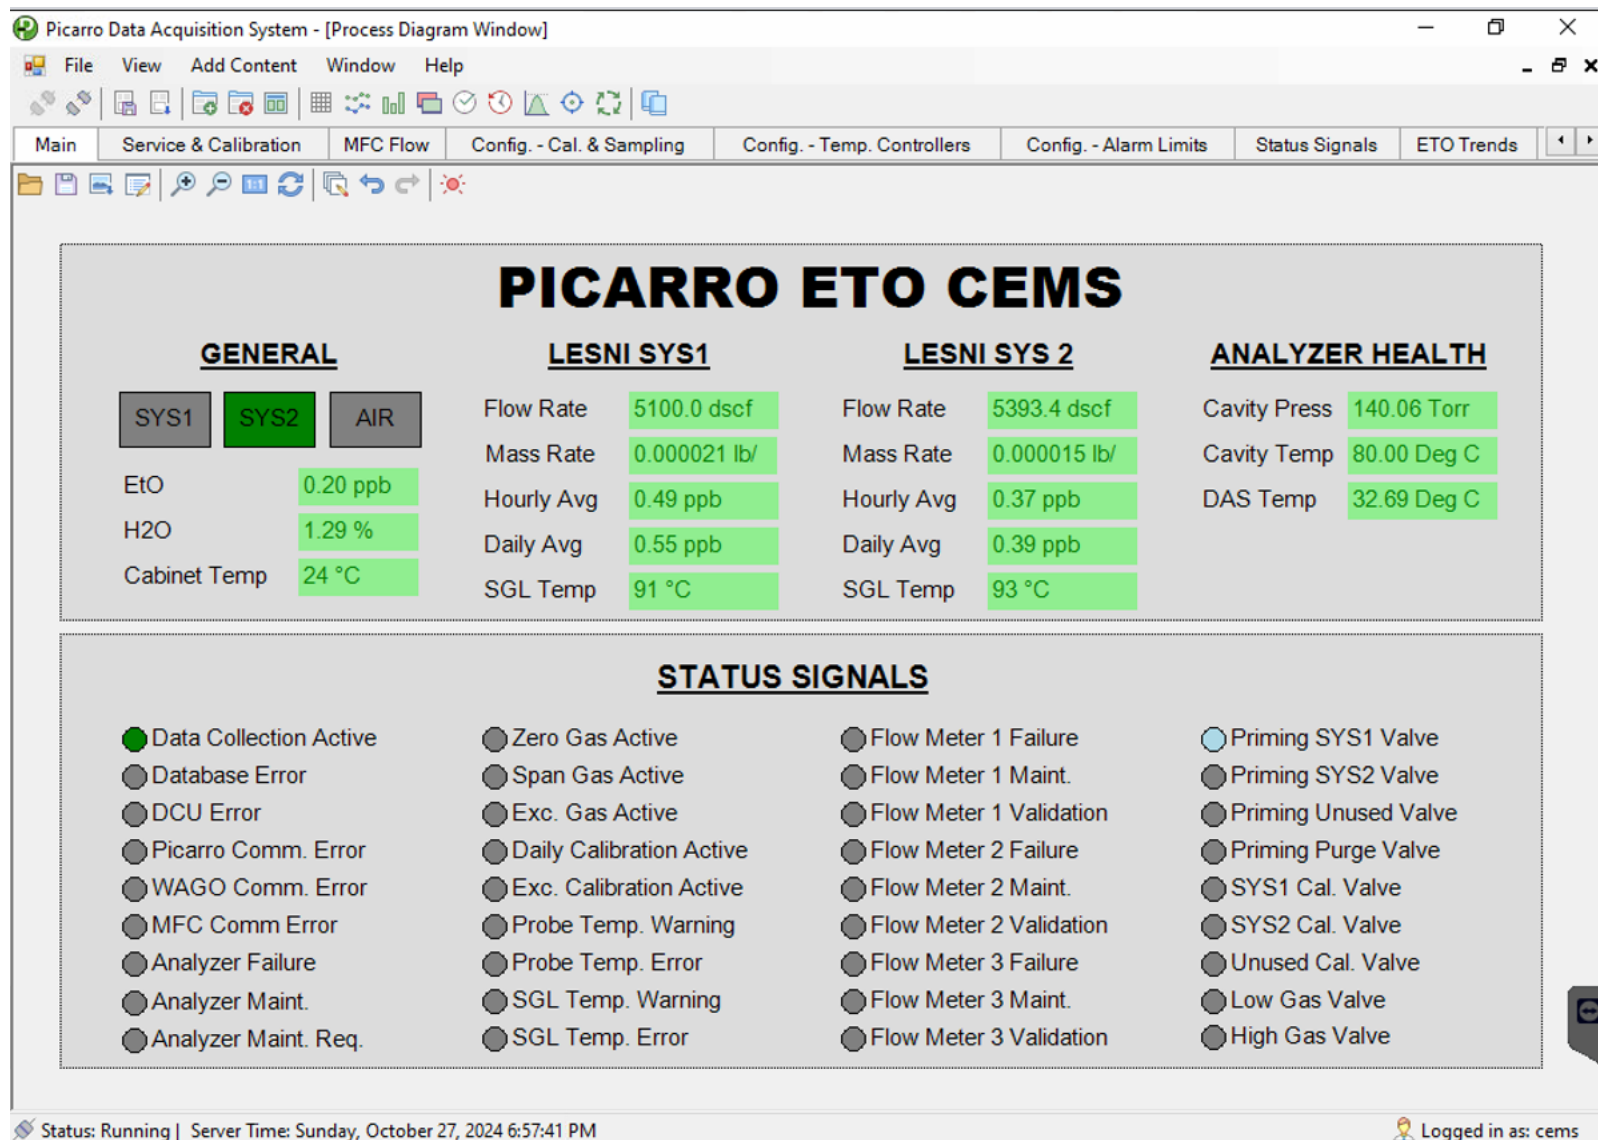 Picarro Data Acquisition System - [Process Diagram Window]
File View Add Content Window Help
1:1
Main Service & Calibration MFC Flow Config. - Cal. & Sampling Config. - Temp. Controllers Config. - Alarm Limits Status Signals ETO Trends
PICARRO ETO CEMS
GENERAL
SYS1 SYS2 AIR
EtO 0.20 ppb
H2O 1.29 %
Cabinet Temp 24 °C
LESNI SYS1
Flow Rate 5100.0 dscf
Mass Rate 0.000021 lb/
Hourly Avg 0.49 ppb
Daily Avg 0.55 ppb
SGL Temp 91 °C
LESNI SYS 2
Flow Rate 5393.4 dscf
Mass Rate 0.000015 lb/
Hourly Avg 0.37 ppb
Daily Avg 0.39 ppb
SGL Temp 93 °C
ANALYZER HEALTH
Cavity Press 140.06 Torr
Cavity Temp 80.00 Deg C
DAS Temp 32.69 Deg C
STATUS SIGNALS
Data Collection Active
Database Error
DCU Error
Picarro Comm. Error
WAGO Comm. Error
MFC Comm Error
Analyzer Failure
Analyzer Maint.
Analyzer Maint. Req.
Zero Gas Active
Span Gas Active
Exc. Gas Active
Daily Calibration Active
Exc. Calibration Active
Probe Temp. Warning
Probe Temp. Error
SGL Temp. Warning
SGL Temp. Error
Flow Meter 1 Failure
Flow Meter 1 Maint.
Flow Meter 1 Validation
Flow Meter 2 Failure
Flow Meter 2 Maint.
Flow Meter 2 Validation
Flow Meter 3 Failure
Flow Meter 3 Maint.
Flow Meter 3 Validation
Priming SYS1 Valve
Priming SYS2 Valve
Priming Unused Valve
Priming Purge Valve
SYS1 Cal. Valve
SYS2 Cal. Valve
Unused Cal. Valve
Low Gas Valve
High Gas Valve
Status: Running | Server Time: Sunday, October 27, 2024 6:57:41 PM
Logged in as: cems